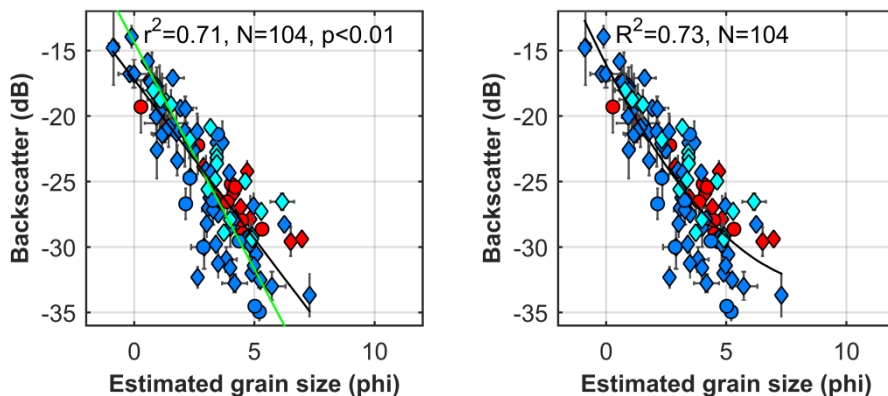 r²=0.71, N=104, p<0.01
-15
-20
-25
-30
-35
Backscatter (dB)
0 5 10
Estimated grain size (phi)
R²=0.73, N=104
-15
-20
-25
-30
-35
Backscatter (dB)
0 5 10
Estimated grain size (phi)